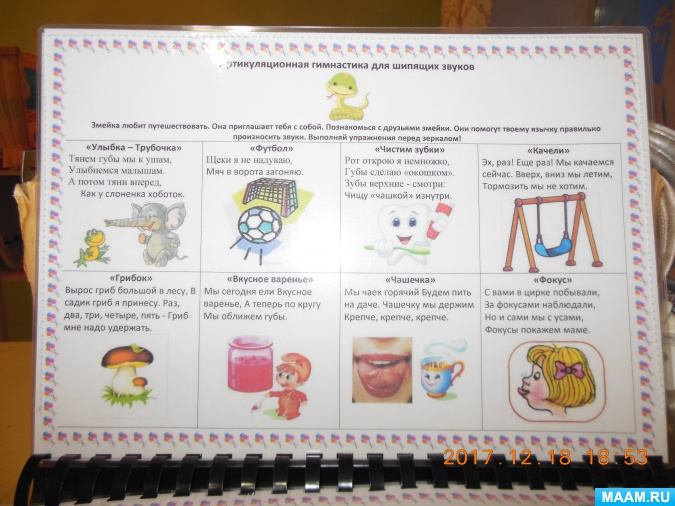 ртикуляционная гимнастика для шипящих звуков
Змейка любит путешествовать. Она приглашает тебя с собой. Познакомься с друзьями змейки. Они помогут твоему язычку правильно
произносить звуки. Выполняй упражнения перед зеркалом!
«Улыбка – Трубочка»
Тянем губы мы к ушам,
Улыбнемся малышам.
А потом тяни вперед,
Как у слоненка хоботок.
«Футбол»
Щеки я не надуваю,
Мяч в ворота загоняю.
«Чистим зубки»
Рот открою я немножко,
Губы сделаю «окошком».
Зубы верхние - смотри:
Чищу «чашкой» изнутри.
«Качели»
Эх, раз! Еще раз! Мы качаемся
сейчас. Вверх, вниз мы летим,
Тормозить мы не хотим.
«Грибок»
Вырос гриб большой в лесу, В
садик гриб я принесу. Раз,
два, три, четыре, пять - Гриб
мне надо удержать.
«Вкусное варенье»
Мы сегодня ели Вкусное
варенье, А теперь по кругу
Мы оближем губы.
«Чашечка»
Мы чаек горячий Будем пить
на даче. Чашечку мы держим
Крепче, крепче, крепче.
«Фокус»
С вами в цирке побывали,
За фокусами наблюдали,
Но и сами мы с усами,
Фокусы покажем маме.
2017.12.18 18:53
MAAM.RU